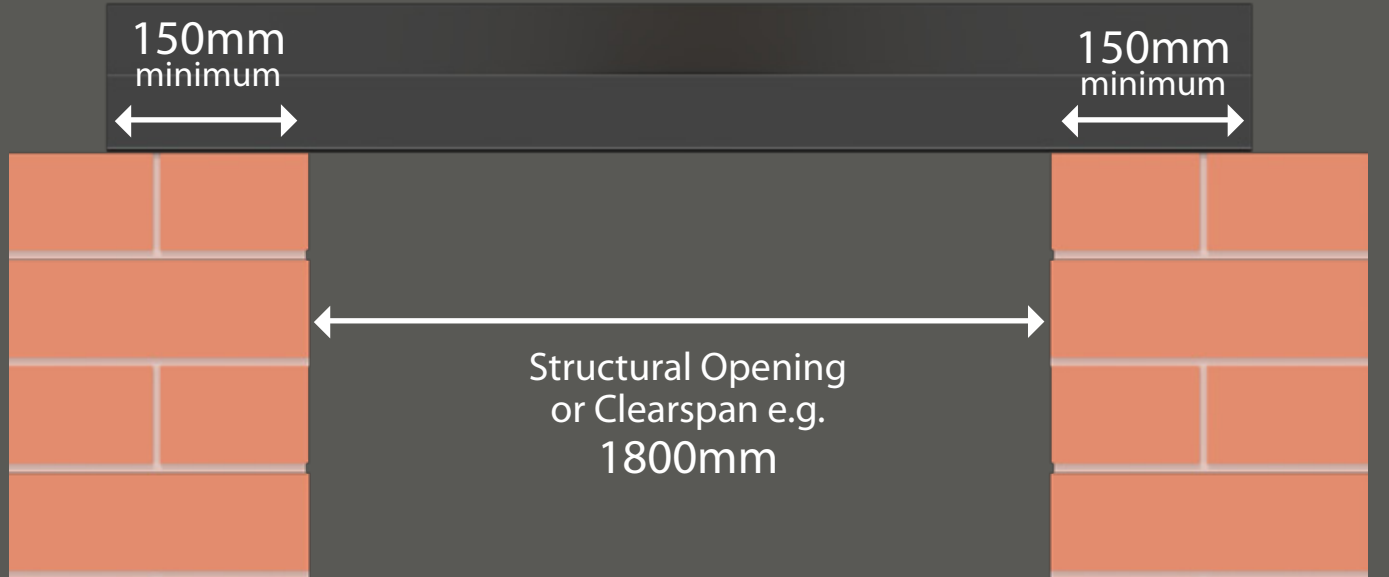 150mm
minimum
150mm
minimum
Structural Opening
or Clearspan e.g.
1800mm